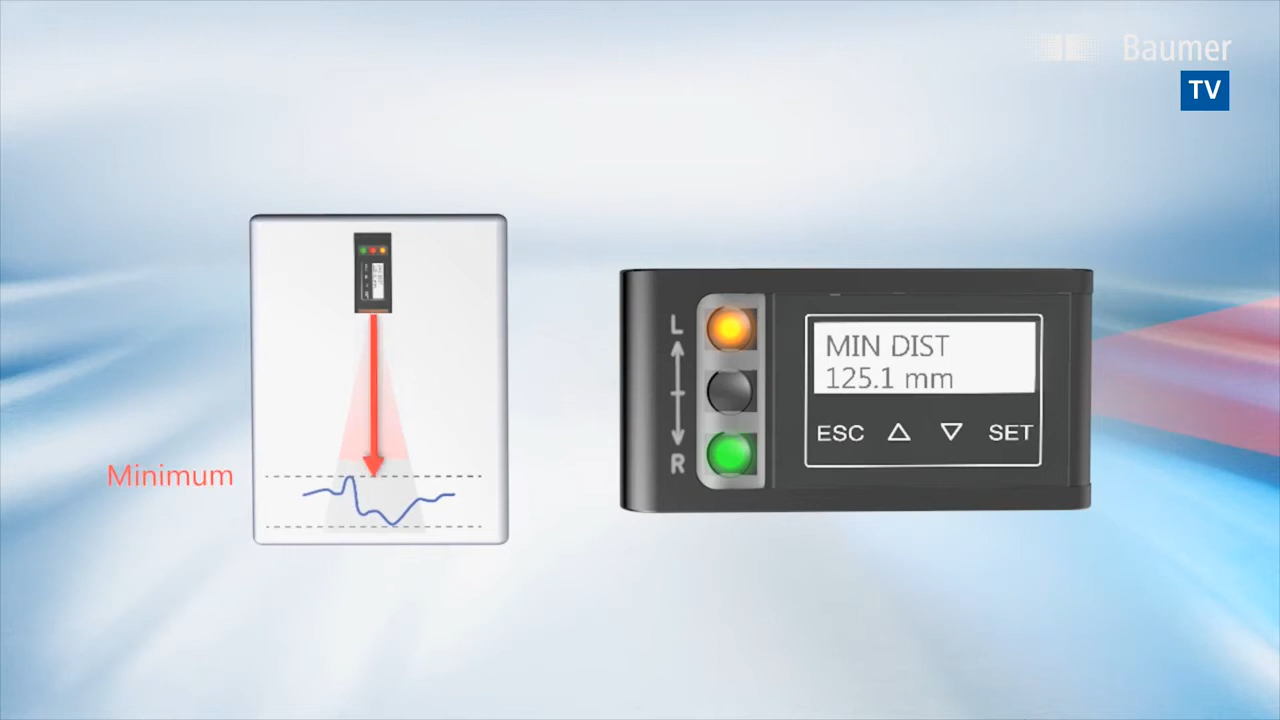 Baumer
TV
Minimum
L
R
MIN DIST
125.1 mm
ESC △ ▽ SET